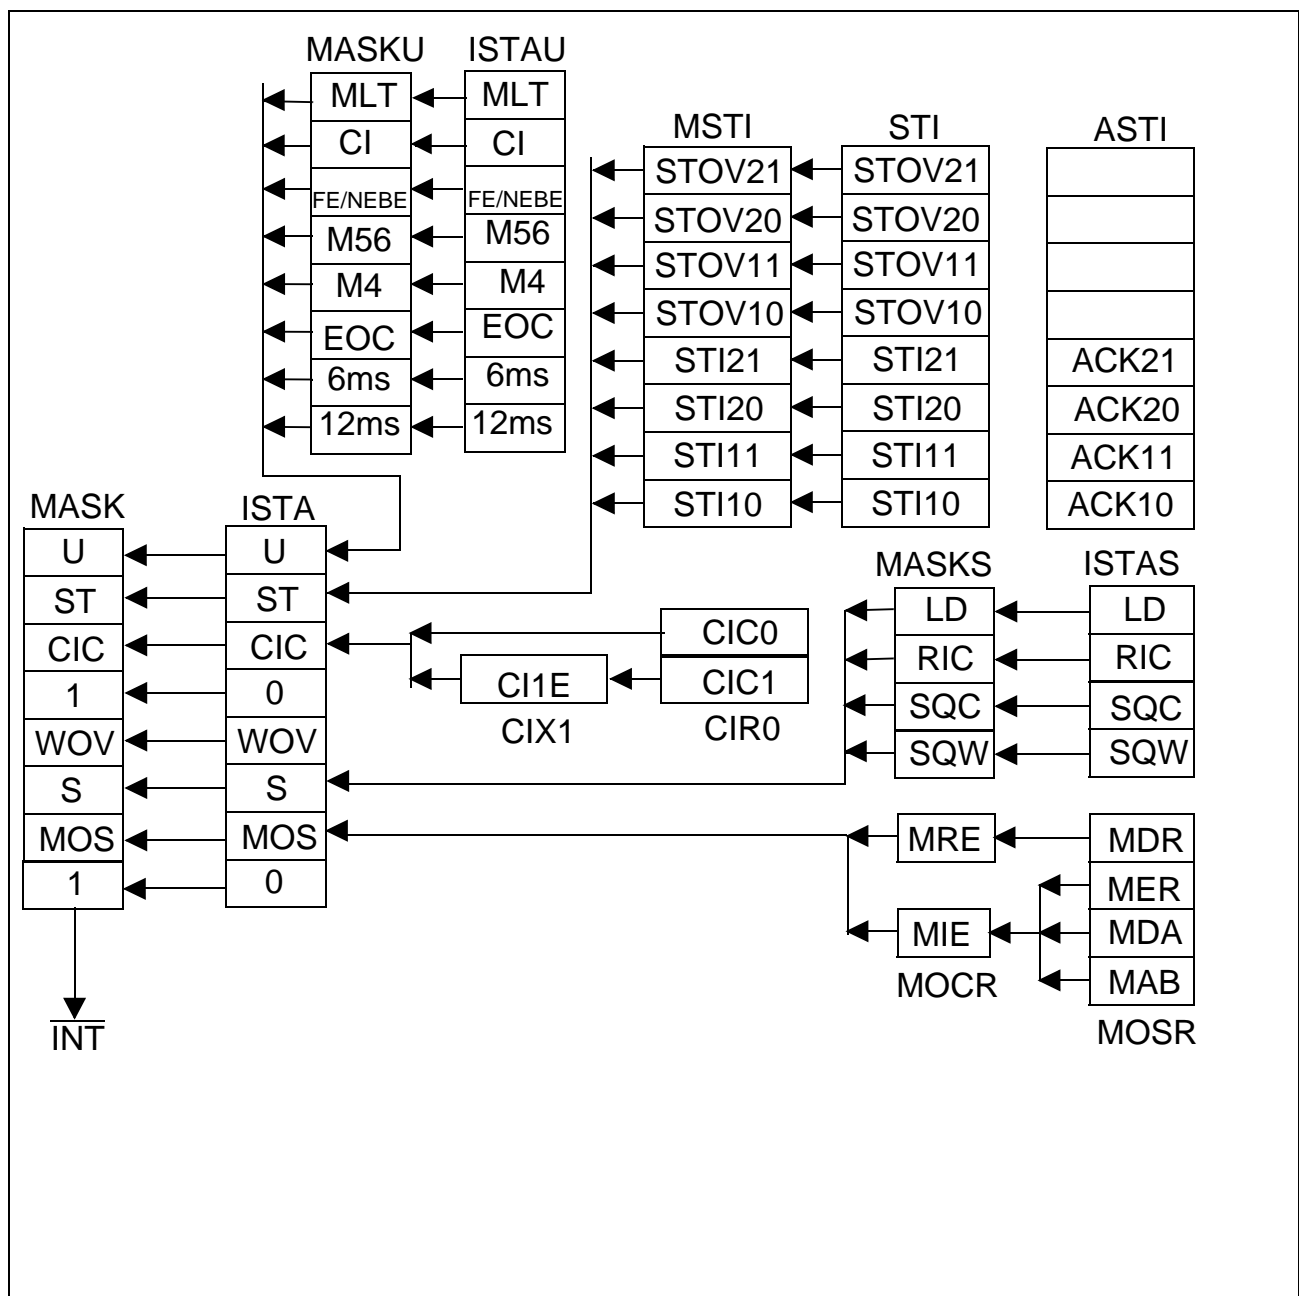 MASKU ISTAU
MLT MLT
CI CI
FE/NEBE FE/NEBE
M56 M56
M4 M4
EOC EOC
6ms 6ms
12ms 12ms
MSTI STI ASTI
STOV21 STOV21
STOV20 STOV20
STOV11 STOV11
STOV10 STOV10
STI21 STI21 ACK21
STI20 STI20 ACK20
STI11 STI11 ACK11
STI10 STI10 ACK10
MASK ISTA
U U
ST ST
CIC CIC
1 0
WOV WOV
S S
MOS MOS
1 0
INT
CIC0
CI1E CIC1
CIX1 CIR0
MASKS ISTAS
LD LD
RIC RIC
SQC SQC
SQW SQW
MRE MDR
MER
MIE MDA
MAB
MOCR
MOSR